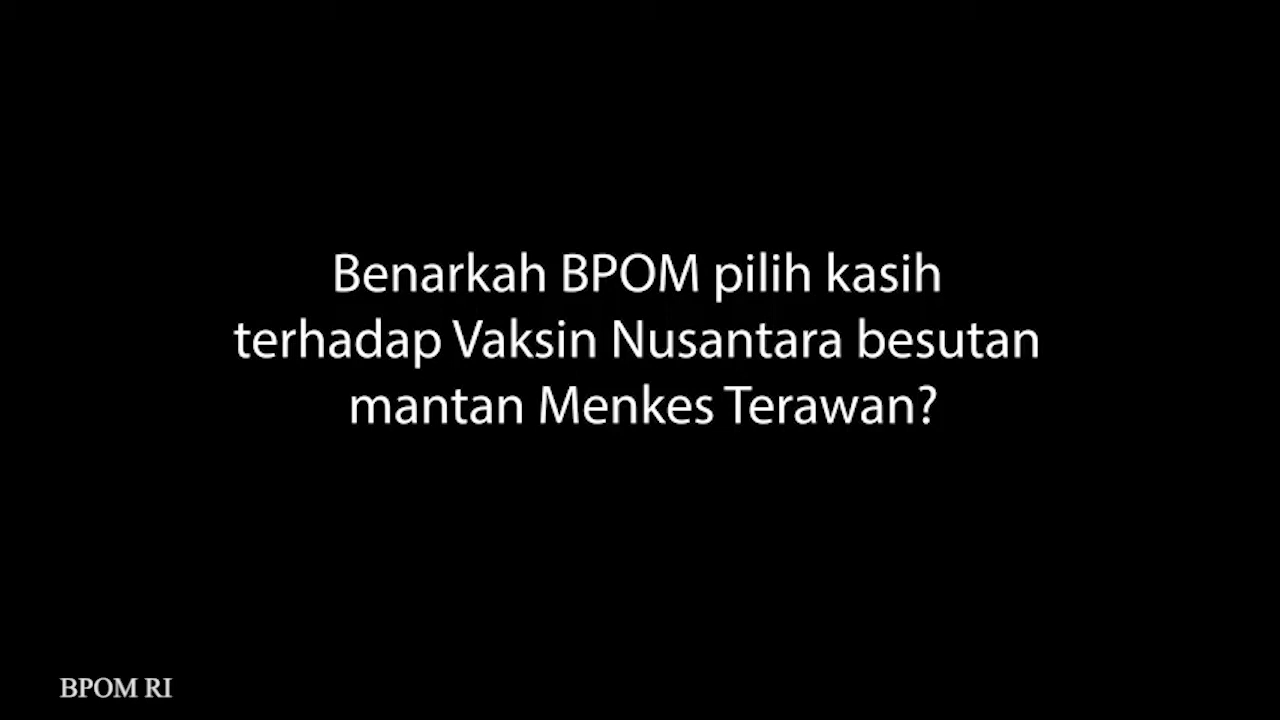 Benarkah BPOM pilih kasih
terhadap Vaksin Nusantara besutan
mantan Menkes Terawan?
BPOM RI